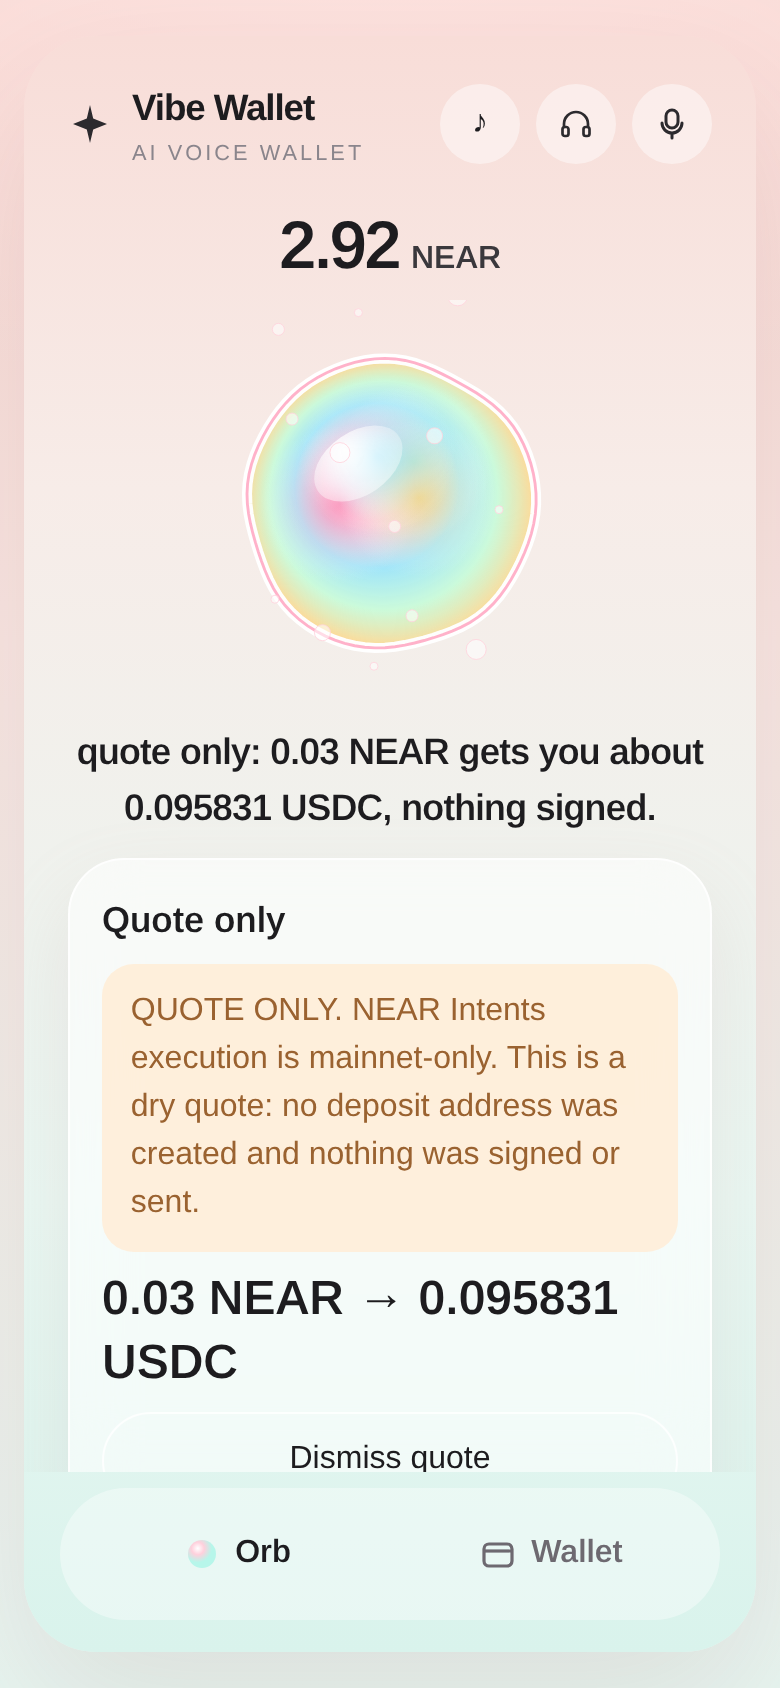 Vibe Wallet
AI VOICE WALLET
♪
2.92 NEAR
quote only: 0.03 NEAR gets you about
0.095831 USDC, nothing signed.
Quote only
QUOTE ONLY. NEAR Intents
execution is mainnet-only. This is a
dry quote: no deposit address was
created and nothing was signed or
sent.
0.03 NEAR → 0.095831
USDC
Dismiss quote
Orb
Wallet